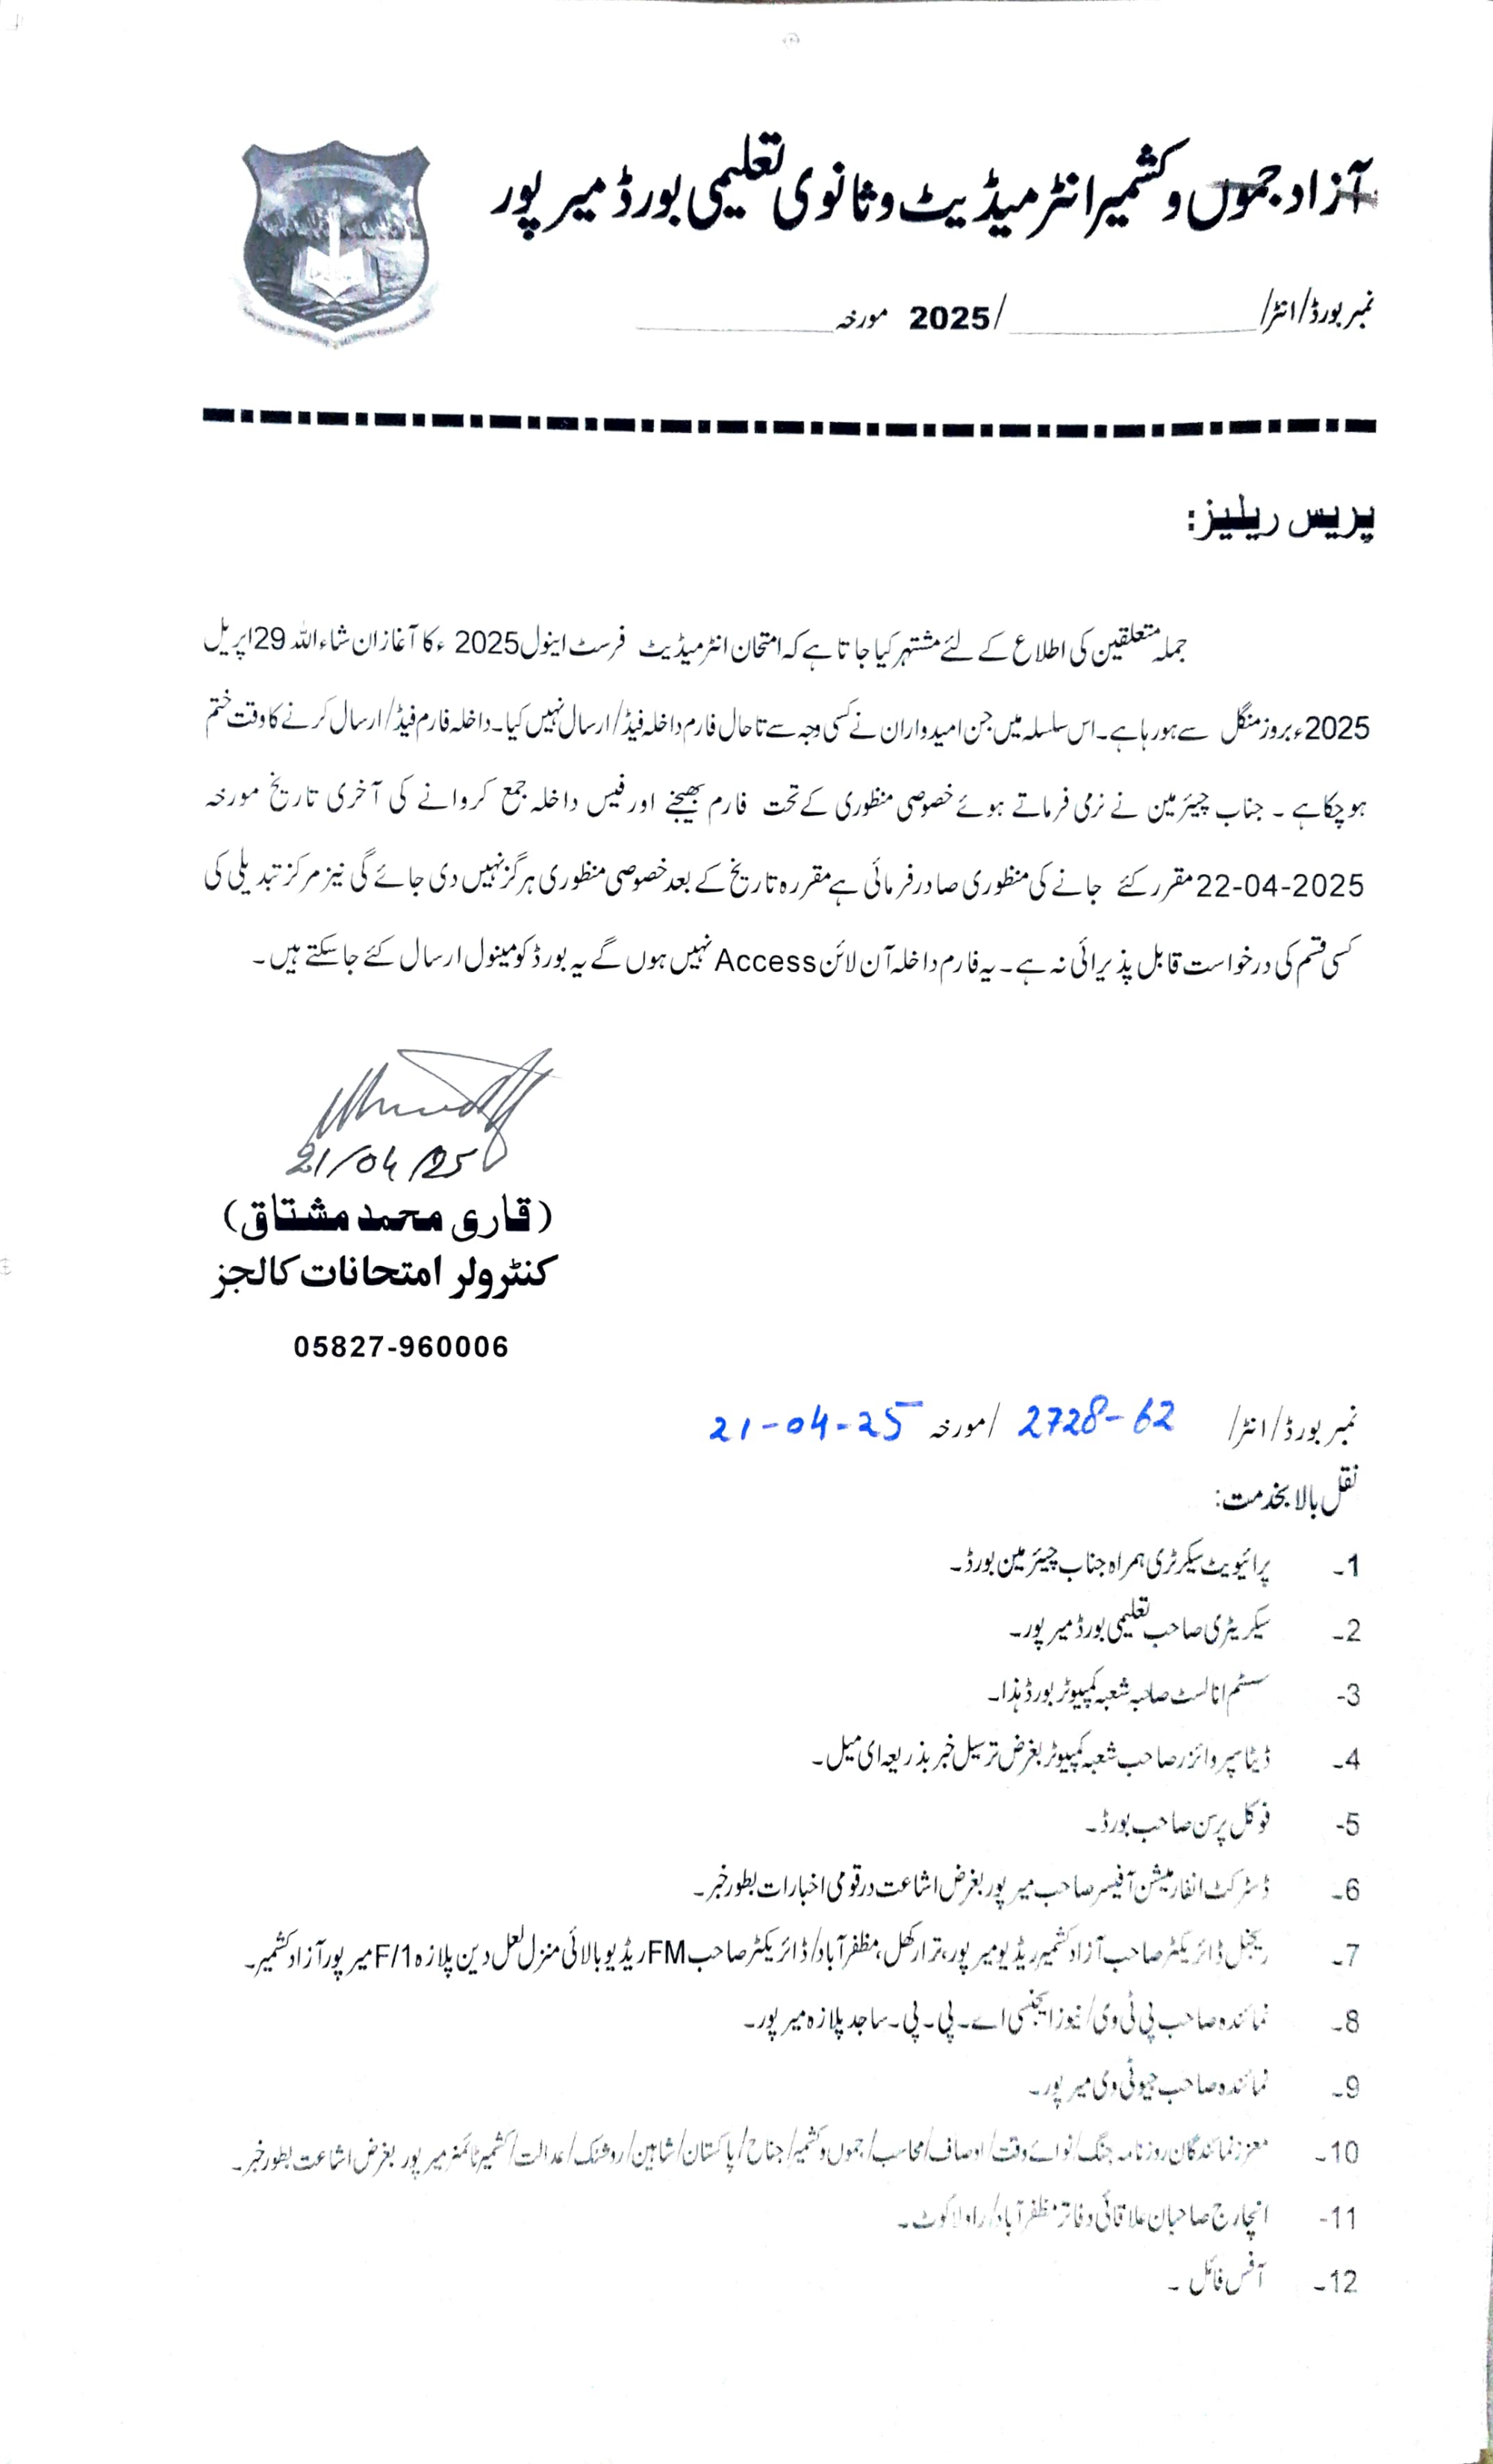 آزاد جموں و کشمیر انٹرمیڈیٹ و ثانوی تعلیمی بورڈ میرپور
نمبر بورڈ/انٹر/____________/2025 مورخہ____________
پریس ریلیز:
جملہ متعلقین کی اطلاع کے لئے مشتہر کیا جاتا ہے کہ امتحان انٹرمیڈیٹ فرسٹ اینول 2025ء کا آغاز ان شاء اللہ 29 اپریل
2025ء بروز منگل سے ہو رہا ہے۔ اس سلسلہ میں جن امیدواران نے کسی وجہ سے تاحال فارم داخلہ فیڈ/ارسال نہیں کیا۔ داخلہ فارم فیڈ/ارسال کرنے کا وقت ختم
ہو چکا ہے ۔ جناب چیئرمین نے نرمی فرماتے ہوئے خصوصی منظوری کے تحت فارم بھیجنے اور فیس داخلہ جمع کروانے کی آخری تاریخ مورخہ
22-04-2025 مقرر کئے جانے کی منظوری صادر فرمائی ہے مقررہ تاریخ کے بعد خصوصی منظوری ہرگز نہیں دی جائے گی نیز مرکز تبدیلی کی
کسی قسم کی درخواست قابل پذیرائی نہ ہے۔ یہ فارم داخلہ آن لائن Access نہیں ہوں گے یہ بورڈ کو مینول ارسال کئے جا سکتے ہیں۔
21/04/25
(قاری محمد مشتاق)
کنٹرولر امتحانات کالجز
05827-960006
نمبر بورڈ/انٹر/ 2728-62 /مورخہ 21-04-25
نقل بالا بخدمت:
1۔ پرائیویٹ سیکرٹری ہمراہ جناب چیئرمین بورڈ۔
2۔ سیکریٹری صاحب تعلیمی بورڈ میرپور۔
3- سسٹم انالسٹ صاحبہ شعبہ کمپیوٹر بورڈ ہذا۔
4۔ ڈیٹا سپروائزر صاحب شعبہ کمپیوٹر بغرض ترسیل خبر بذریعہ ای میل۔
5- فوکل پرسن صاحب بورڈ۔
6۔ ڈسٹرکٹ انفارمیشن آفیسر صاحب میرپور بغرض اشاعت در قومی اخبارات بطور خبر۔
7۔ ریجنل ڈائریکٹر صاحب آزاد کشمیر ریڈیو میرپور، تراڑکھل، مظفرآباد/ڈائریکٹر صاحب FM ریڈیو بالائی منزل لعل دین پلازہ F/1 میرپور آزاد کشمیر۔
8۔ نمائندہ صاحب پی ٹی وی/نیوز ایجنسی اے۔پی۔پی۔ساجد پلازہ میرپور۔
9۔ نمائندہ صاحب جیو ٹی وی میرپور۔
10۔ معزز نمائندگان روزنامہ جنگ/نوائے وقت/اوصاف/محاسب/جموں و کشمیر/جناح/پاکستان/شاہین/عدالت/کشمیر ٹائمز میرپور بغرض اشاعت بطور خبر۔
11- انچارج صاحبان علاقائی دفاتر مظفرآباد/راولاکوٹ۔
12۔ آفس فائل ۔